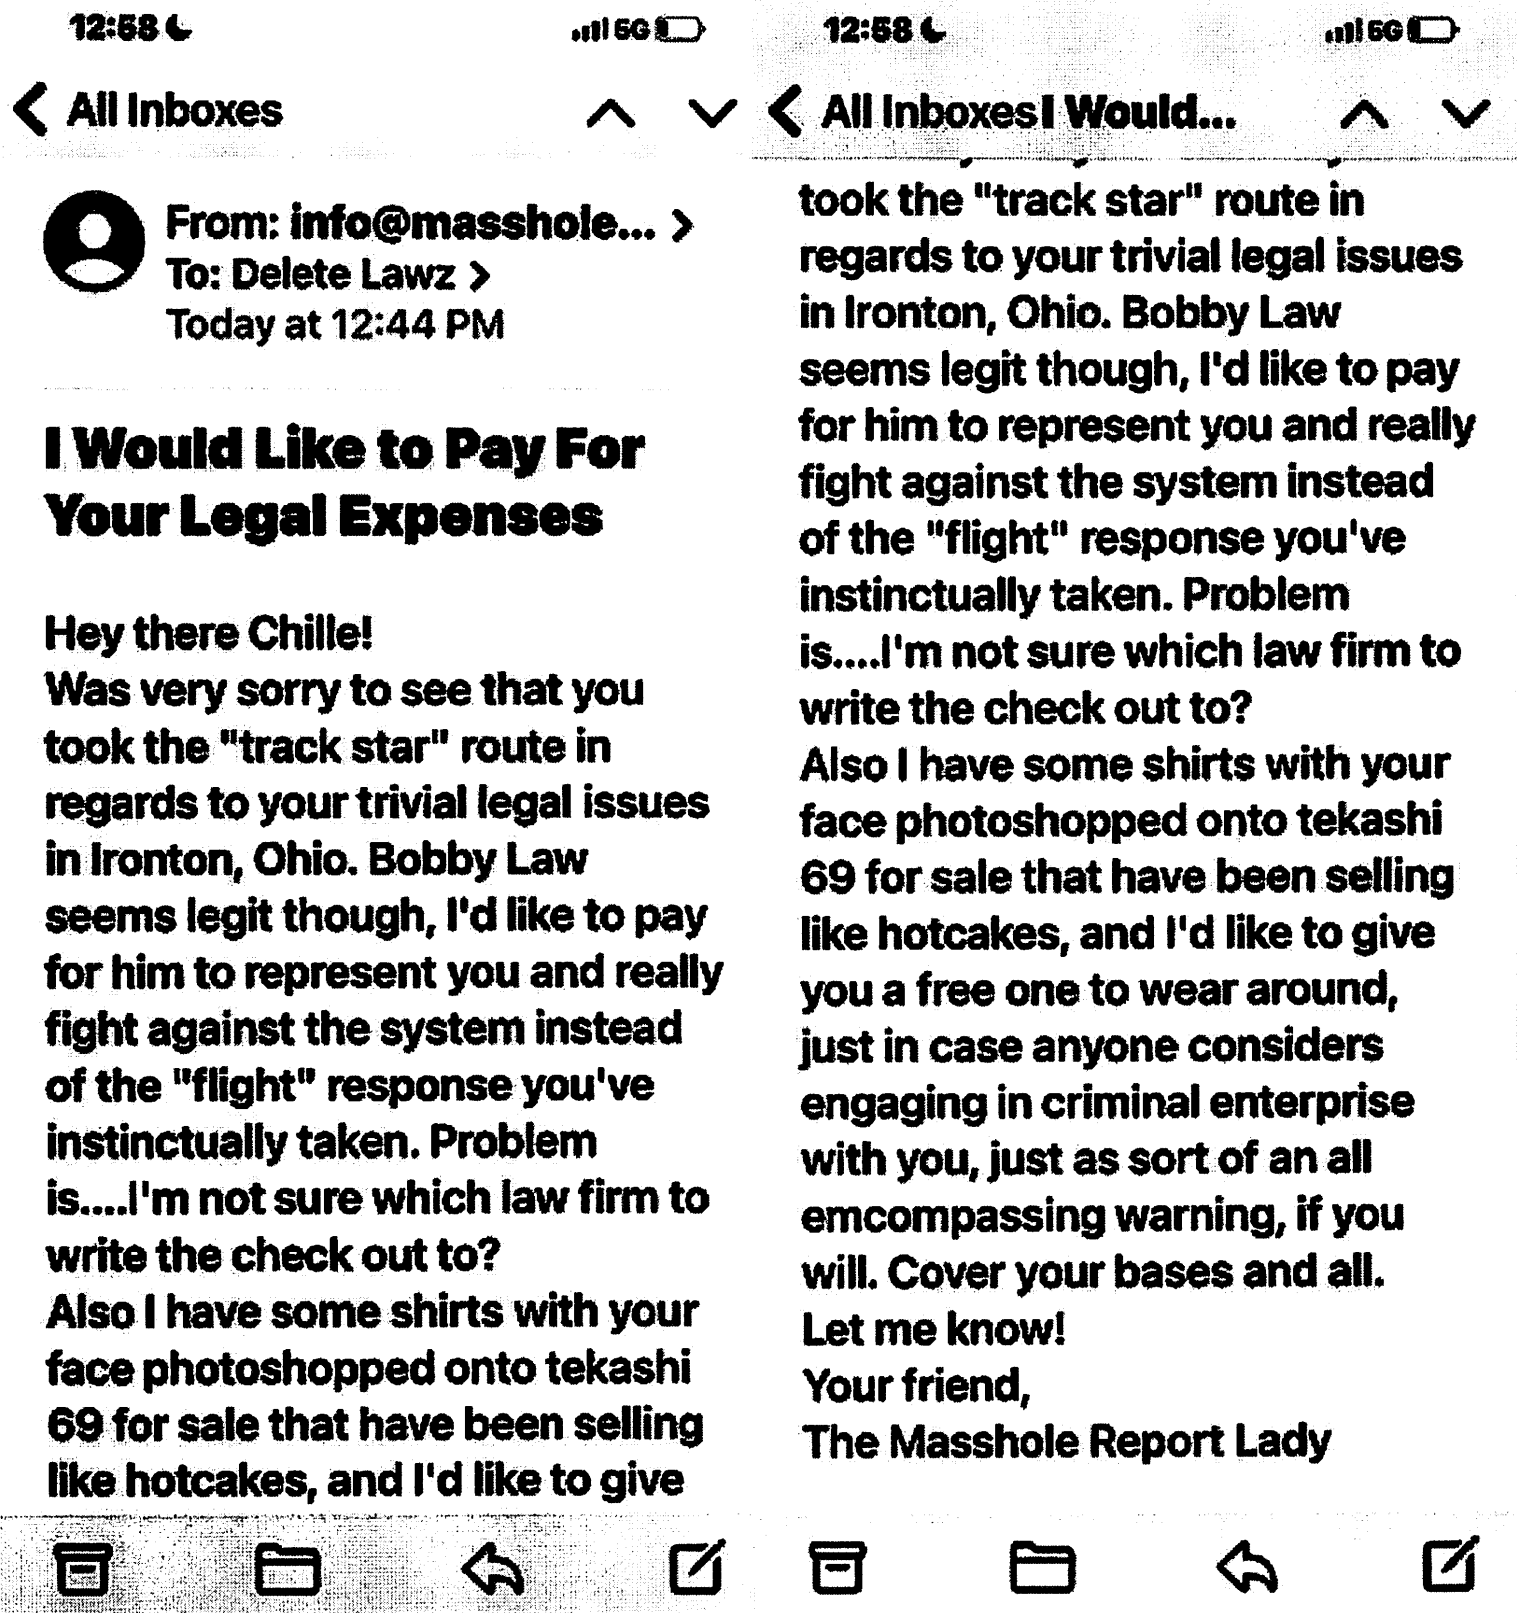 12:58
5G
All Inboxes
From: info@masshole...
To: Delete Lawz
Today at 12:44 PM
I Would Like to Pay For
Your Legal Expenses
Hey there Chille!
Was very sorry to see that you
took the "track star" route in
regards to your trivial legal issues
in Ironton, Ohio. Bobby Law
seems legit though, I'd like to pay
for him to represent you and really
fight against the system instead
of the "flight" response you've
instinctually taken. Problem
is....I'm not sure which law firm to
write the check out to?
Also I have some shirts with your
face photoshopped onto tekashi
69 for sale that have been selling
like hotcakes, and I'd like to give
12:58
5G
All Inboxes I Would...
took the "track star" route in
regards to your trivial legal issues
in Ironton, Ohio. Bobby Law
seems legit though, I'd like to pay
for him to represent you and really
fight against the system instead
of the "flight" response you've
instinctually taken. Problem
is....I'm not sure which law firm to
write the check out to?
Also I have some shirts with your
face photoshopped onto tekashi
69 for sale that have been selling
like hotcakes, and I'd like to give
you a free one to wear around,
just in case anyone considers
engaging in criminal enterprise
with you, just as sort of an all
emcompassing warning, if you
will. Cover your bases and all.
Let me know!
Your friend,
The Masshole Report Lady